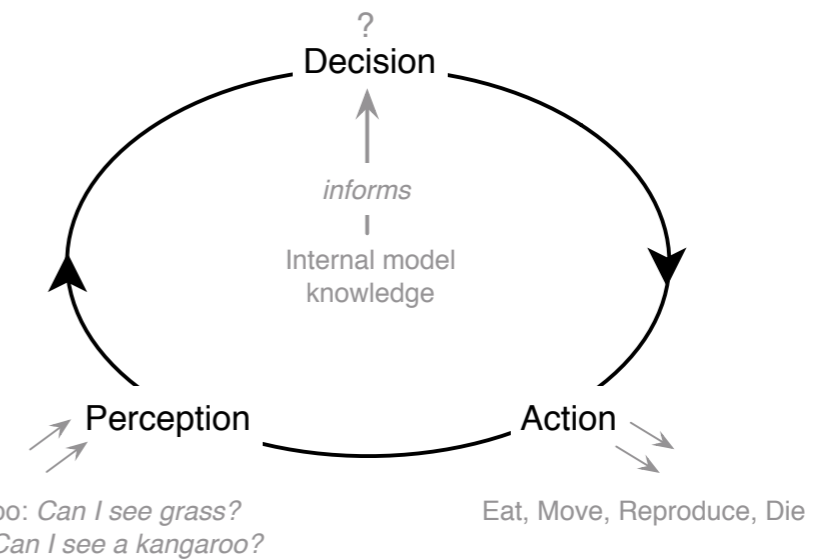 ?
Decision
informs
Internal model
knowledge
Perception
Action
Can I see grass?
Eat, Move, Reproduce, Die
Can I see a kangaroo?